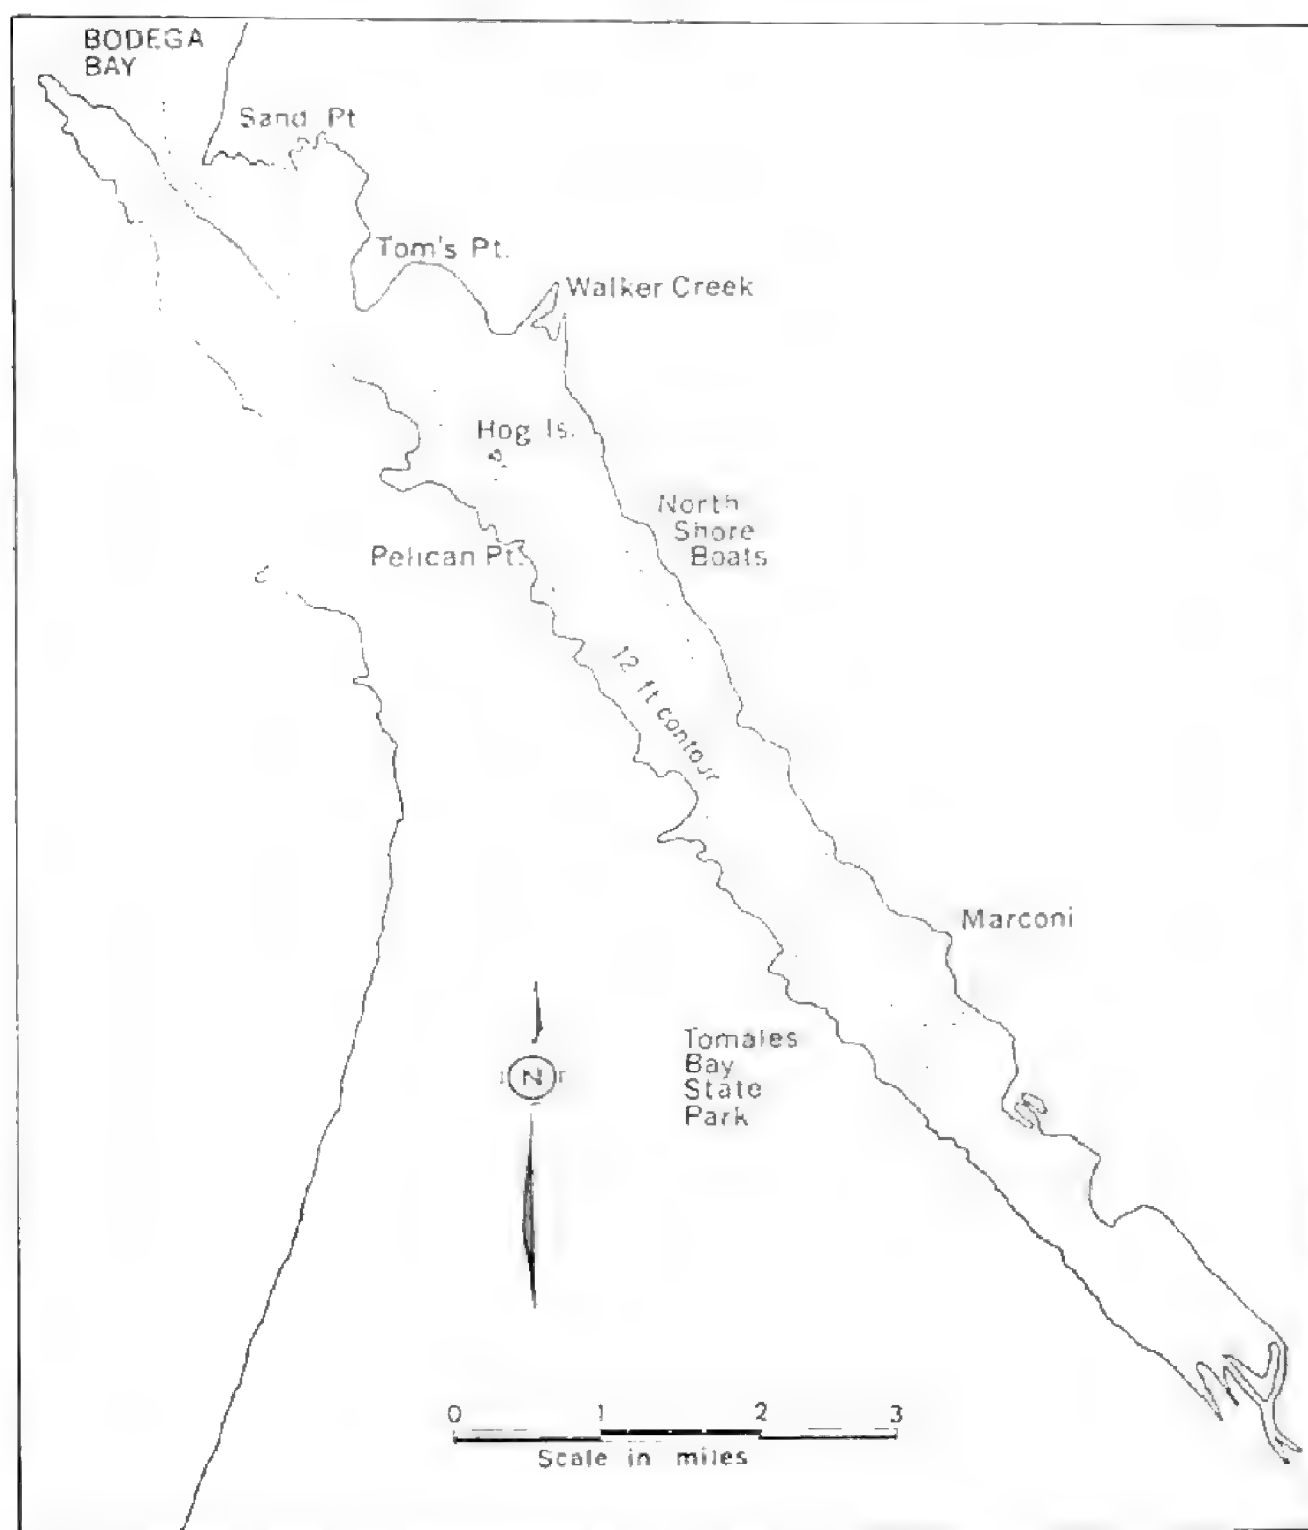 BODEGA
BAY
Sand Pt
Tom's Pt.
Walker Creek
Hog Is.
North
Shore
Boats
Pelican Pt.
12 ft contour
Marconi
Tomales
Bay
State
Park
N
0 1 2 3
Scale in miles